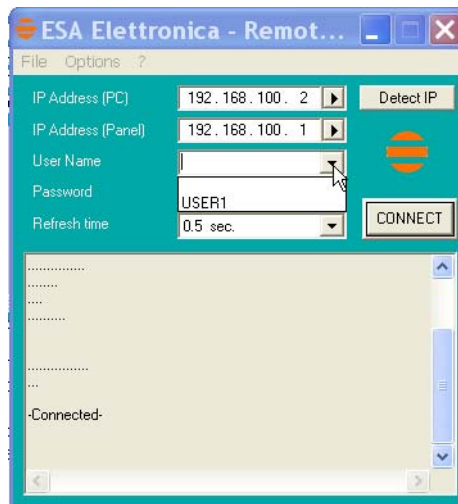 ESA Elettronica - Remot...
File Options ?
IP Address (PC) 192.168.100. 2 Detect IP
IP Address (Panel) 192.168.100. 1
User Name
USER1
Password
Refresh time 0.5 sec. CONNECT
...............
........
....
..........
................
...
-Connected-